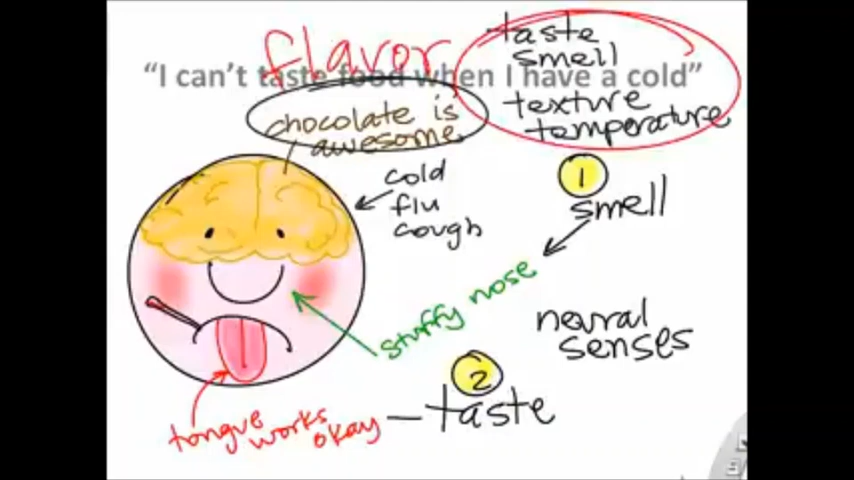 flavor
taste
smell
texture
temperature
"I can't taste food when I have a cold"
chocolate is
awesome
cold
flu
cough
1
smell
stuffy nose
neural
senses
2
taste
tongue works
okay